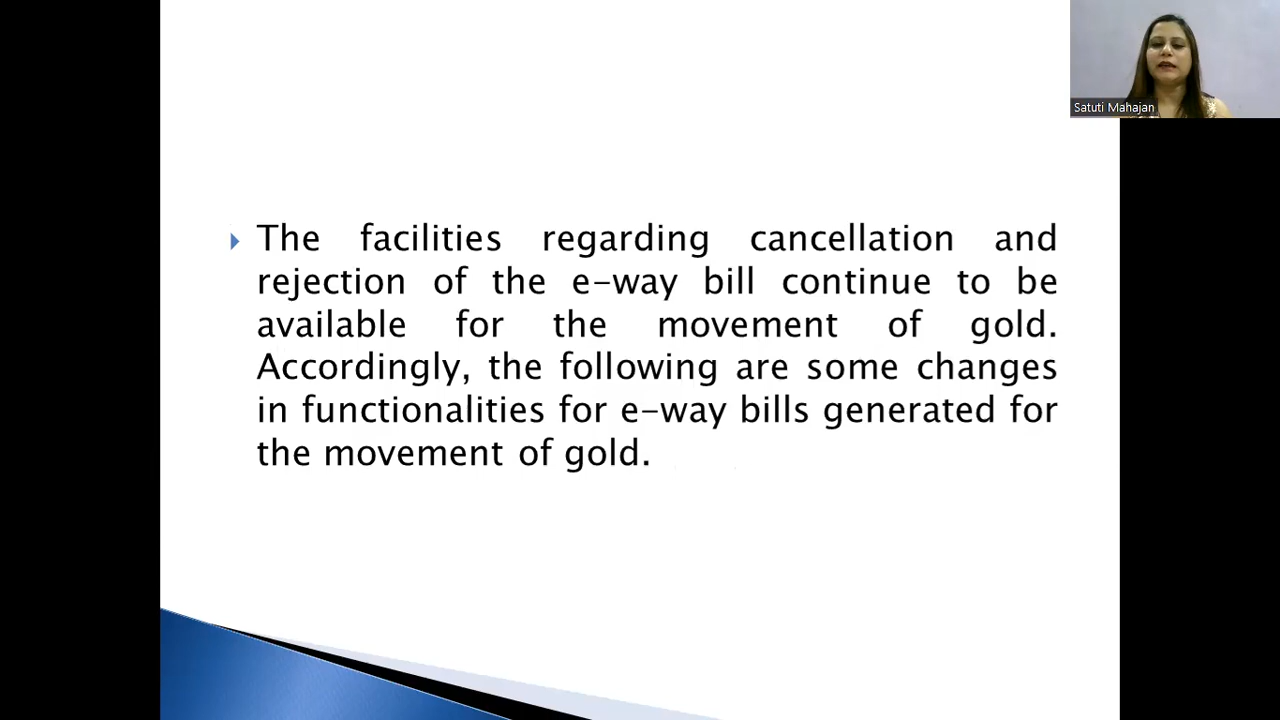 Satuti Mahajan
The facilities regarding cancellation and
rejection of the e-way bill continue to be
available for the movement of gold.
Accordingly, the following are some changes
in functionalities for e-way bills generated for
the movement of gold.